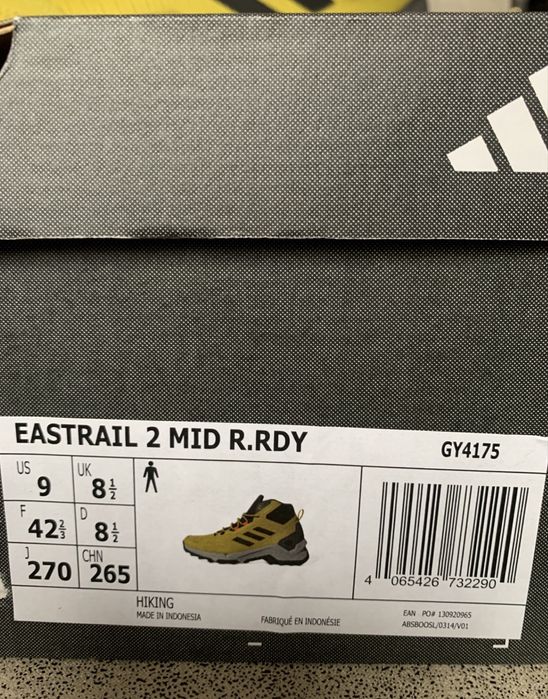 EASTRAIL 2 MID R.RDY
GY4175
US 9 UK 8½
F 42⅔ D 8½
J 270 CHN 265
4 065426 732290
HIKING
MADE IN INDONESIA FABRIQUÉ EN INDONÉSIE
EAN PO# 130920965
ABSBOOSL/0314/V01